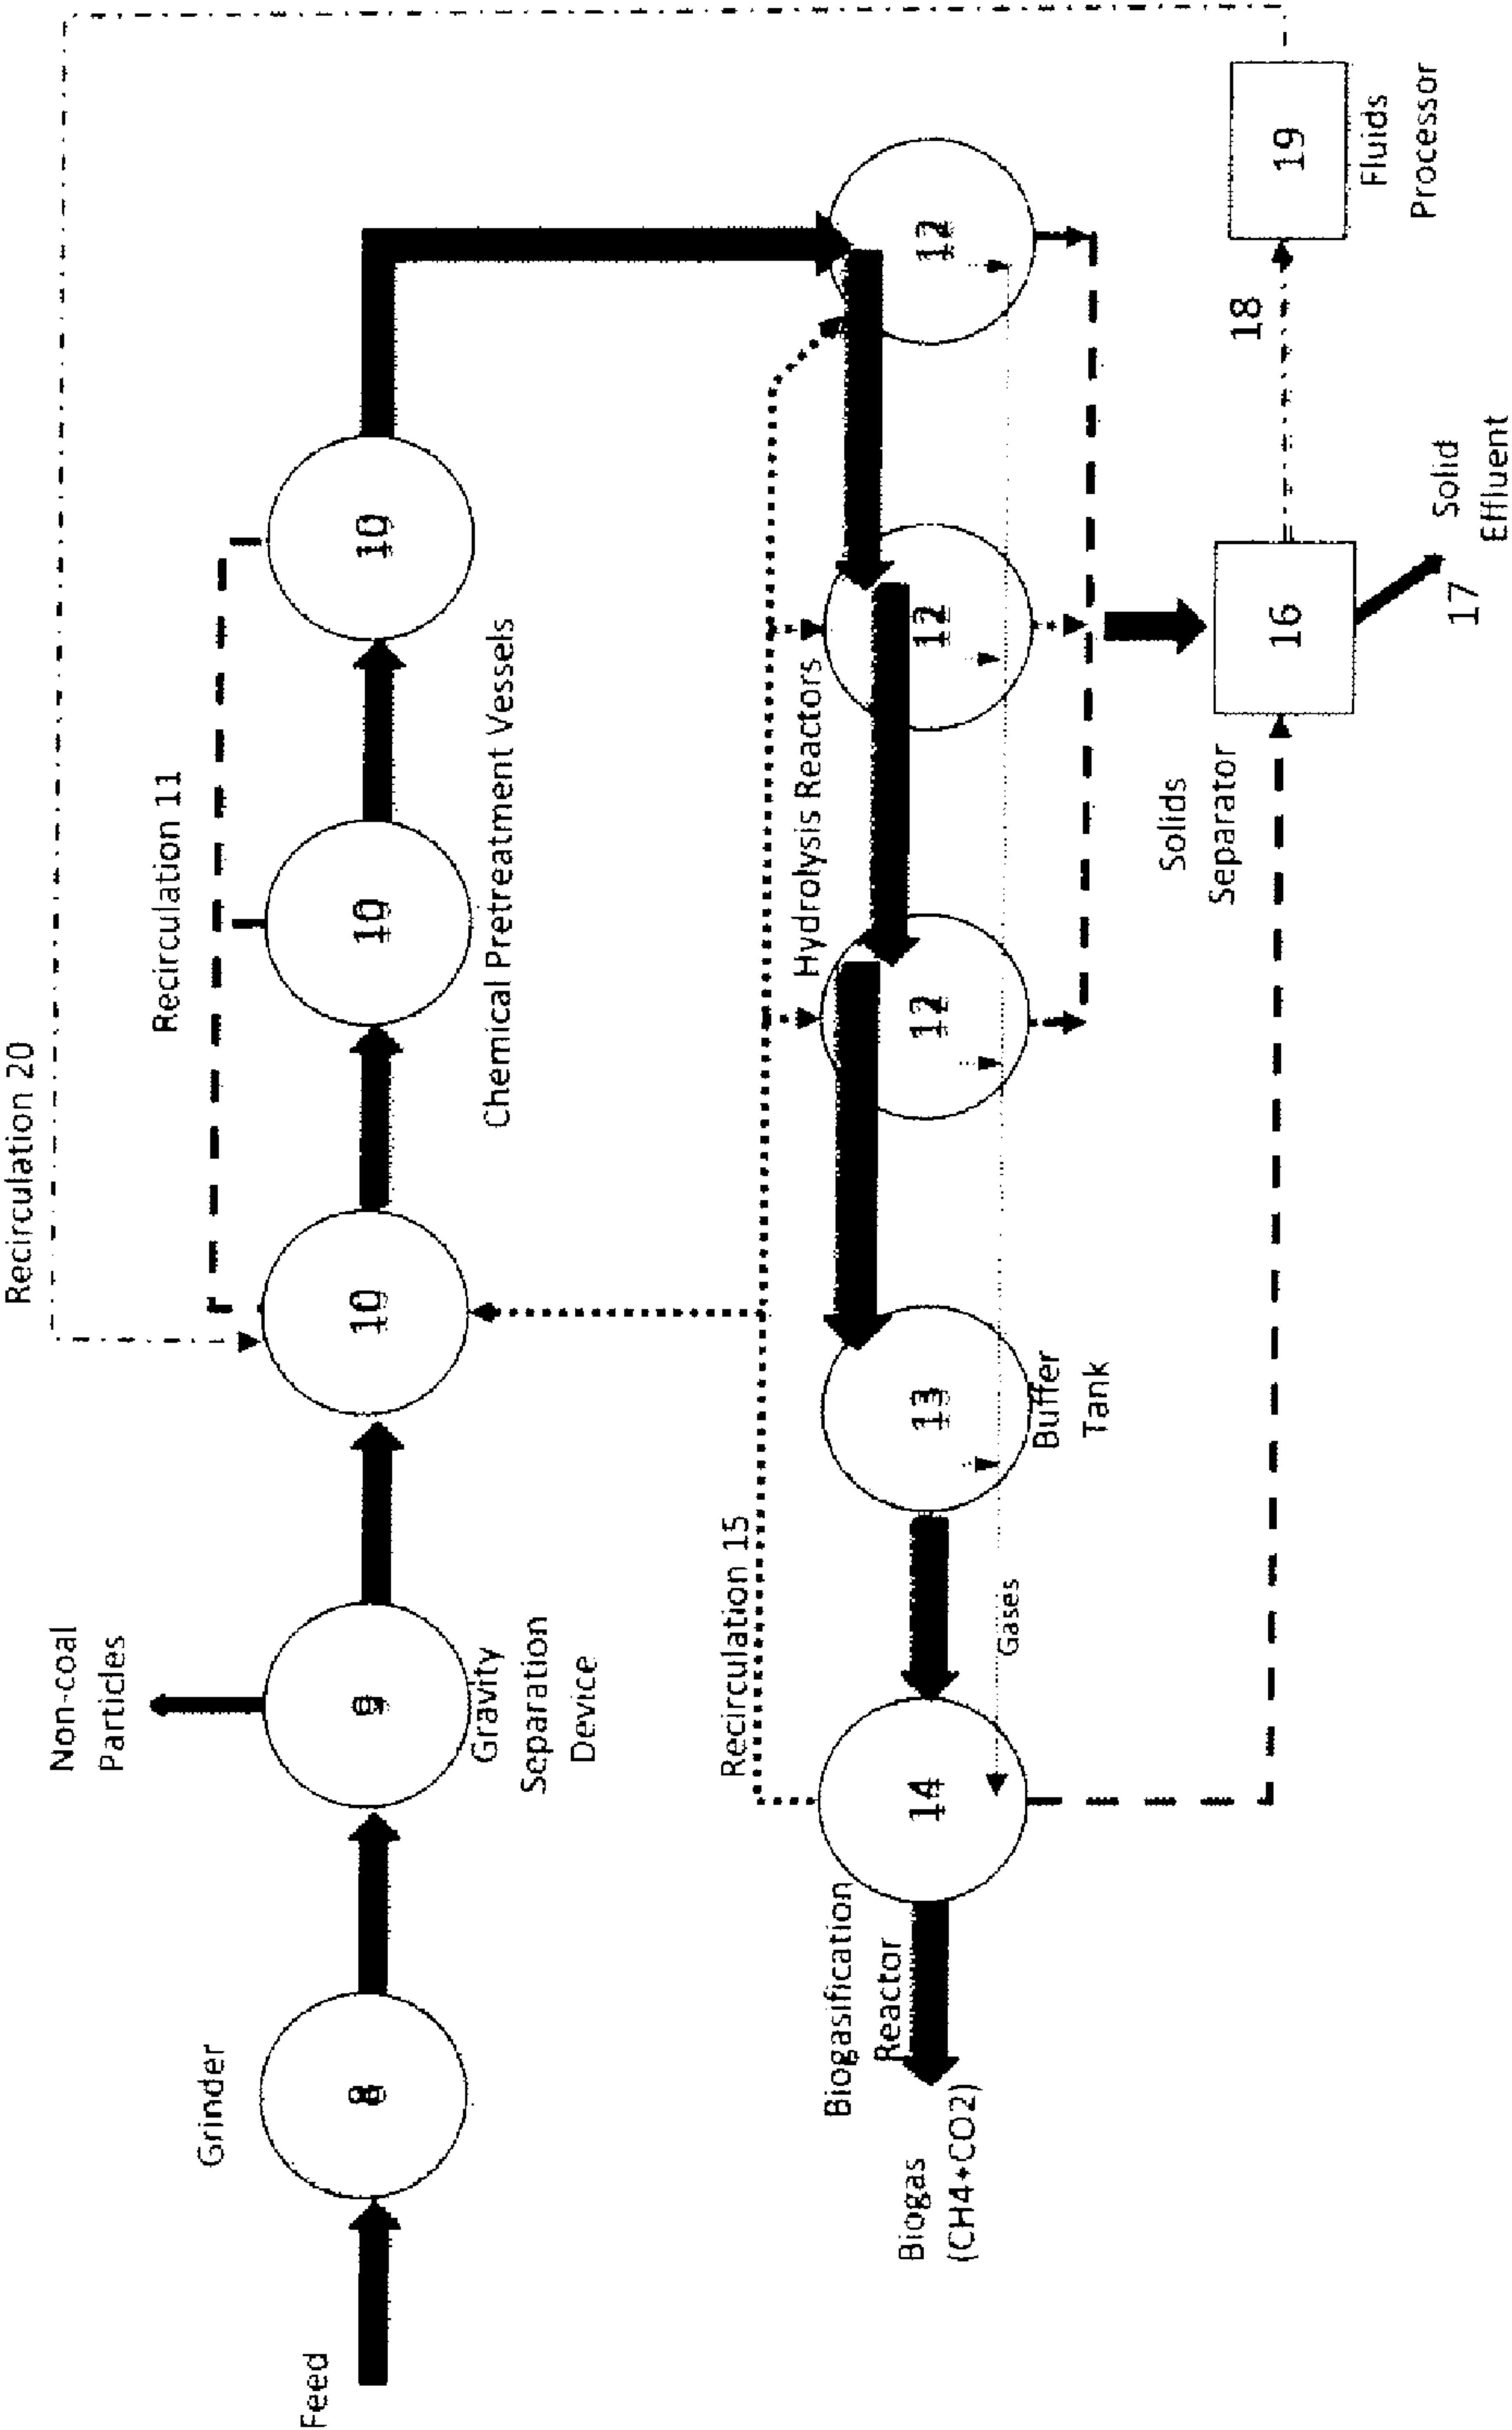 Recirculation 20
Recirculation 11
Non-coal
Particles
Grinder
Feed
8
9
10
10
10
Gravity
Separation
Device
Chemical Pretreatment Vessels
Recirculation 15
Hydrolysis Reactors
Biogasification
Reactor
14
13
12
12
12
Gases
Buffer
Tank
Biogas
(CH4+CO2)
Solids
Separator
16
18
19
Fluids
Processor
17
Solid
Effluent